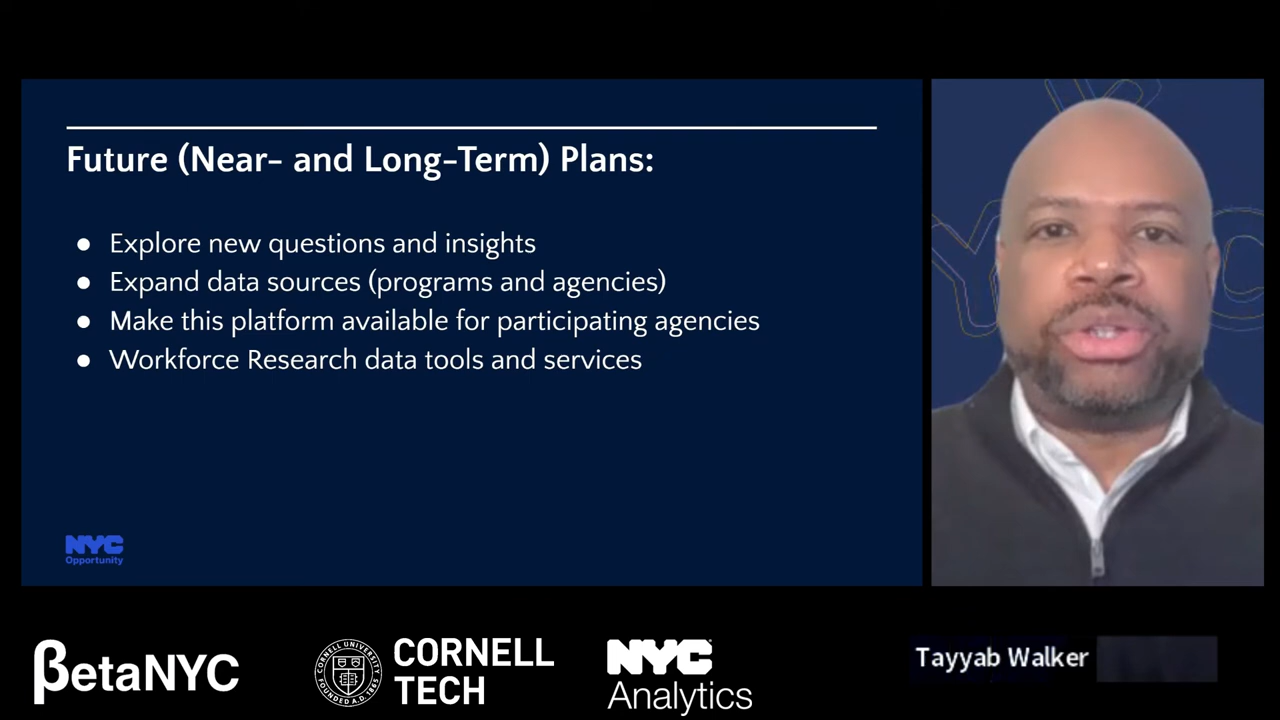 Future (Near- and Long-Term) Plans:
● Explore new questions and insights
● Expand data sources (programs and agencies)
● Make this platform available for participating agencies
● Workforce Research data tools and services
NYC
Opportunity
βetaNYC
CORNELL
TECH
NYC
Analytics
Tayyab Walker